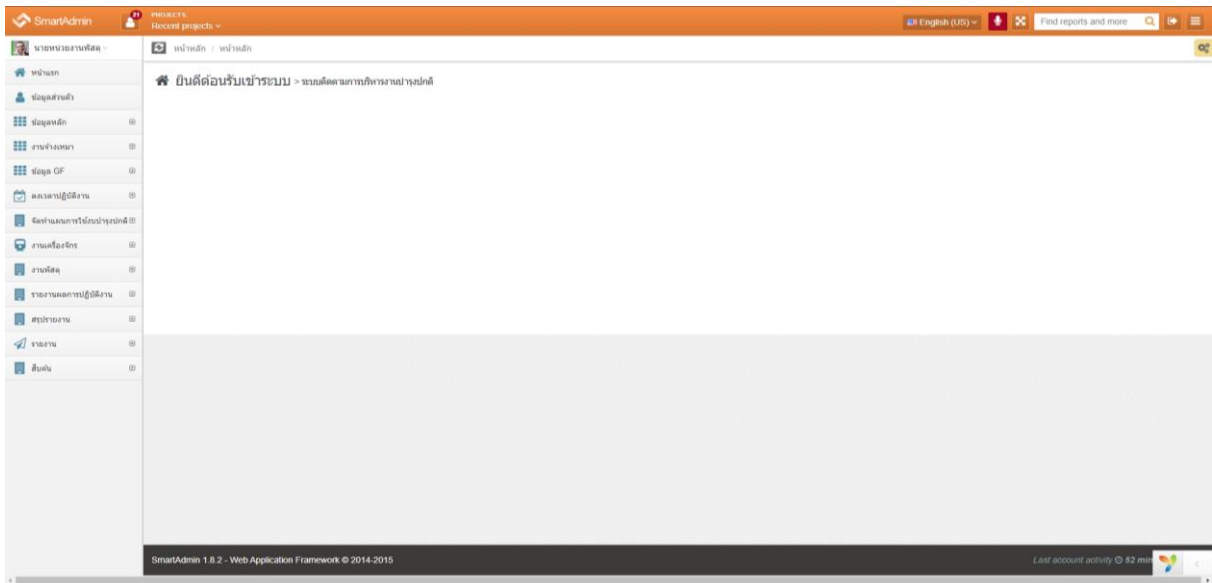 SmartAdmin
21
PROJECTS
Recent projects
English (US)
Find reports and more
นายหน่วยงานพัสดุ
หน้าหลัก / หน้าหลัก
หน้าแรก
ข้อมูลส่วนตัว
ข้อมูลหลัก
งานจ้างเหมา
ข้อมูล GF
ลงเวลาปฏิบัติงาน
จัดทำแผนการใช้งบบำรุงปกติ
งานเครื่องจักร
งานพัสดุ
รายงานผลการปฏิบัติงาน
สรุปรายงาน
รายงาน
สืบค้น
ยินดีต้อนรับเข้าระบบ > ระบบติดตามการบริหารงานบำรุงปกติ
SmartAdmin 1.8.2 - Web Application Framework © 2014-2015
Last account activity 52 min